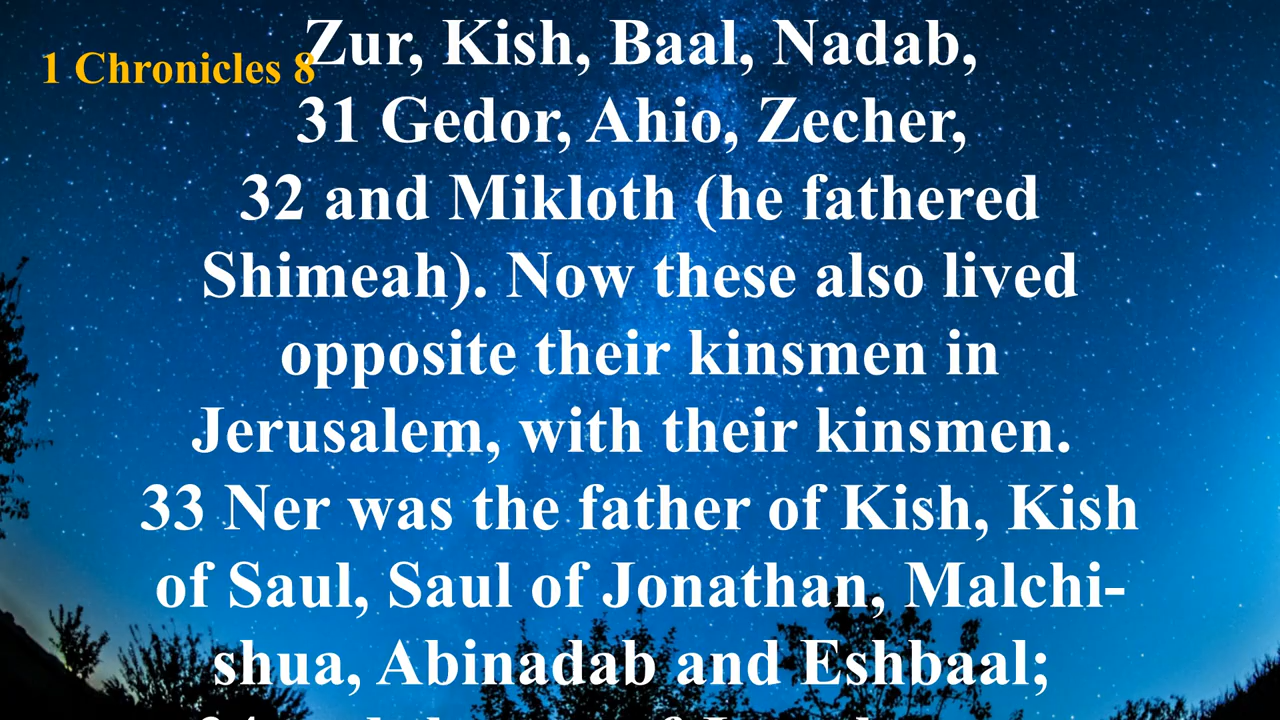 1 Chronicles 8
Zur, Kish, Baal, Nadab,
31 Gedor, Ahio, Zecher,
32 and Mikloth (he fathered
Shimeah). Now these also lived
opposite their kinsmen in
Jerusalem, with their kinsmen.
33 Ner was the father of Kish, Kish
of Saul, Saul of Jonathan, Malchi-
shua, Abinadab and Eshbaal;